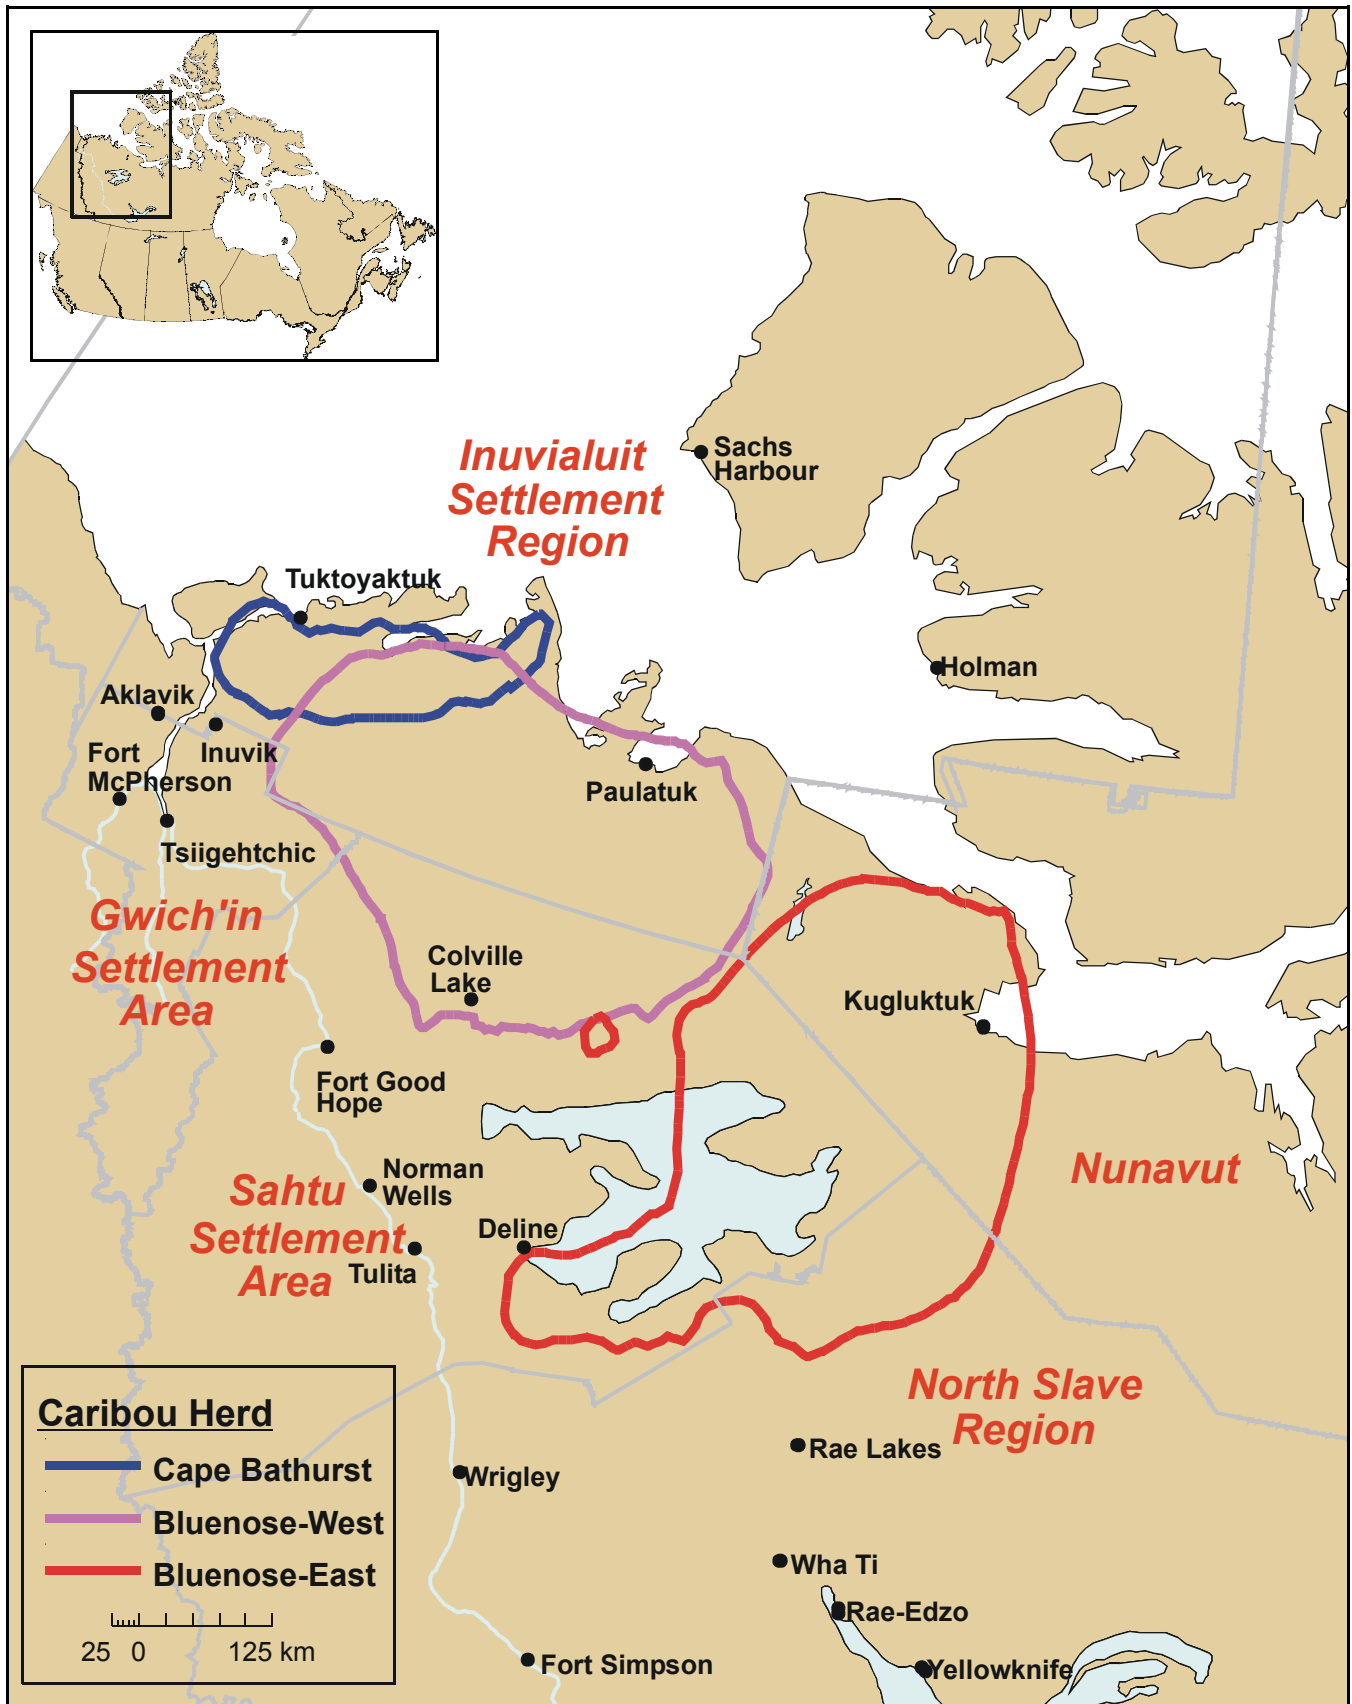 Inuvialuit
Settlement
Region
Sachs
Harbour
Tuktoyaktuk
Holman
Aklavik
Inuvik
Fort
McPherson
Paulatuk
Tsiigehtchic
Gwich'in
Settlement
Area
Colville
Lake
Kugluktuk
Fort Good
Hope
Norman
Wells
Nunavut
Sahtu
Settlement
Area
Deline
Tulita
North Slave
Region
Rae Lakes
Wrigley
Wha Ti
Rae-Edzo
Fort Simpson
Yellowknife
Caribou Herd
Cape Bathurst
Bluenose-West
Bluenose-East
25 0 125 km